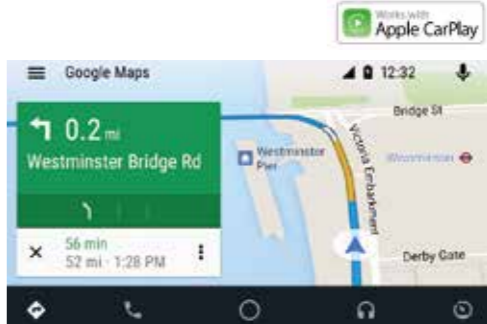 Works with
Apple CarPlay
Google Maps
12:32
0.2 mi
Westminster Bridge Rd
56 min
52 mi · 1:28 PM
Bridge St
Westminster
Pier
Victoria Embankment
Westminster
Derby Gate